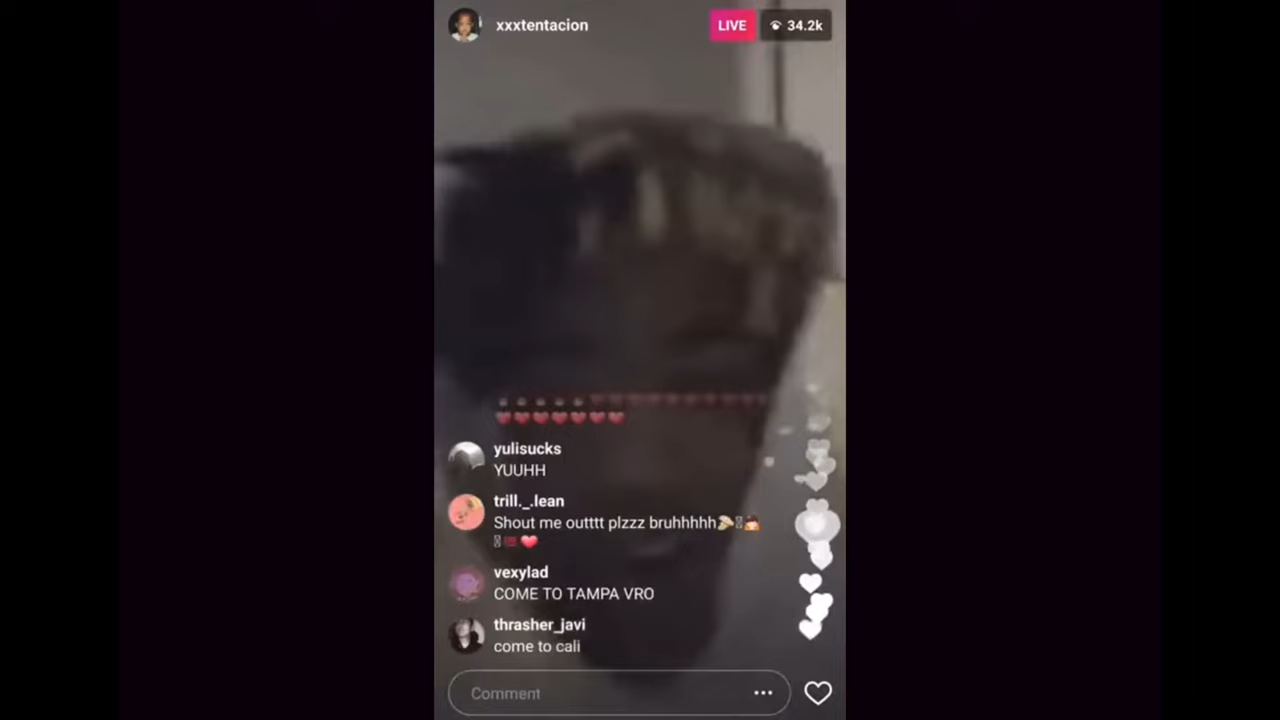 xxxtentacion
LIVE
34.2k
yulisucks
YUUHH
trill._.lean
Shout me outttt plzzz bruhhhhh
vexylad
COME TO TAMPA VRO
thrasher_javi
come to cali
Comment